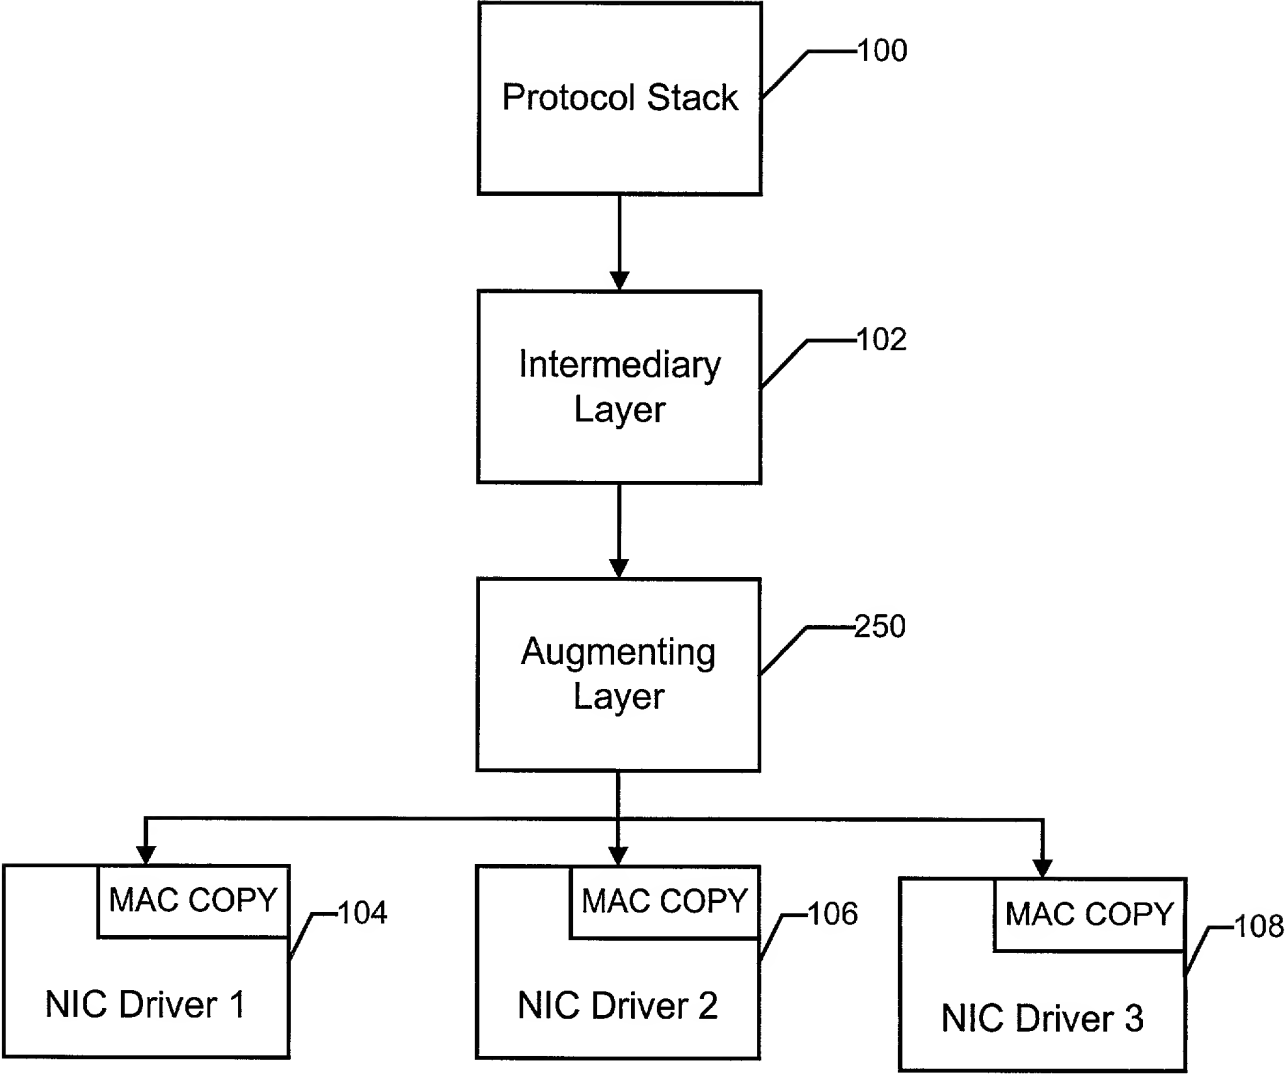 100
Protocol Stack
102
Intermediary
Layer
250
Augmenting
Layer
MAC COPY
104
NIC Driver 1
MAC COPY
106
NIC Driver 2
MAC COPY
108
NIC Driver 3